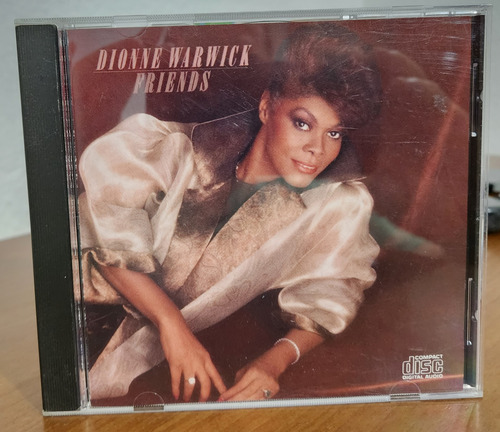 DIONNE WARWICK
FRIENDS
COMPACT
disc
DIGITAL AUDIO